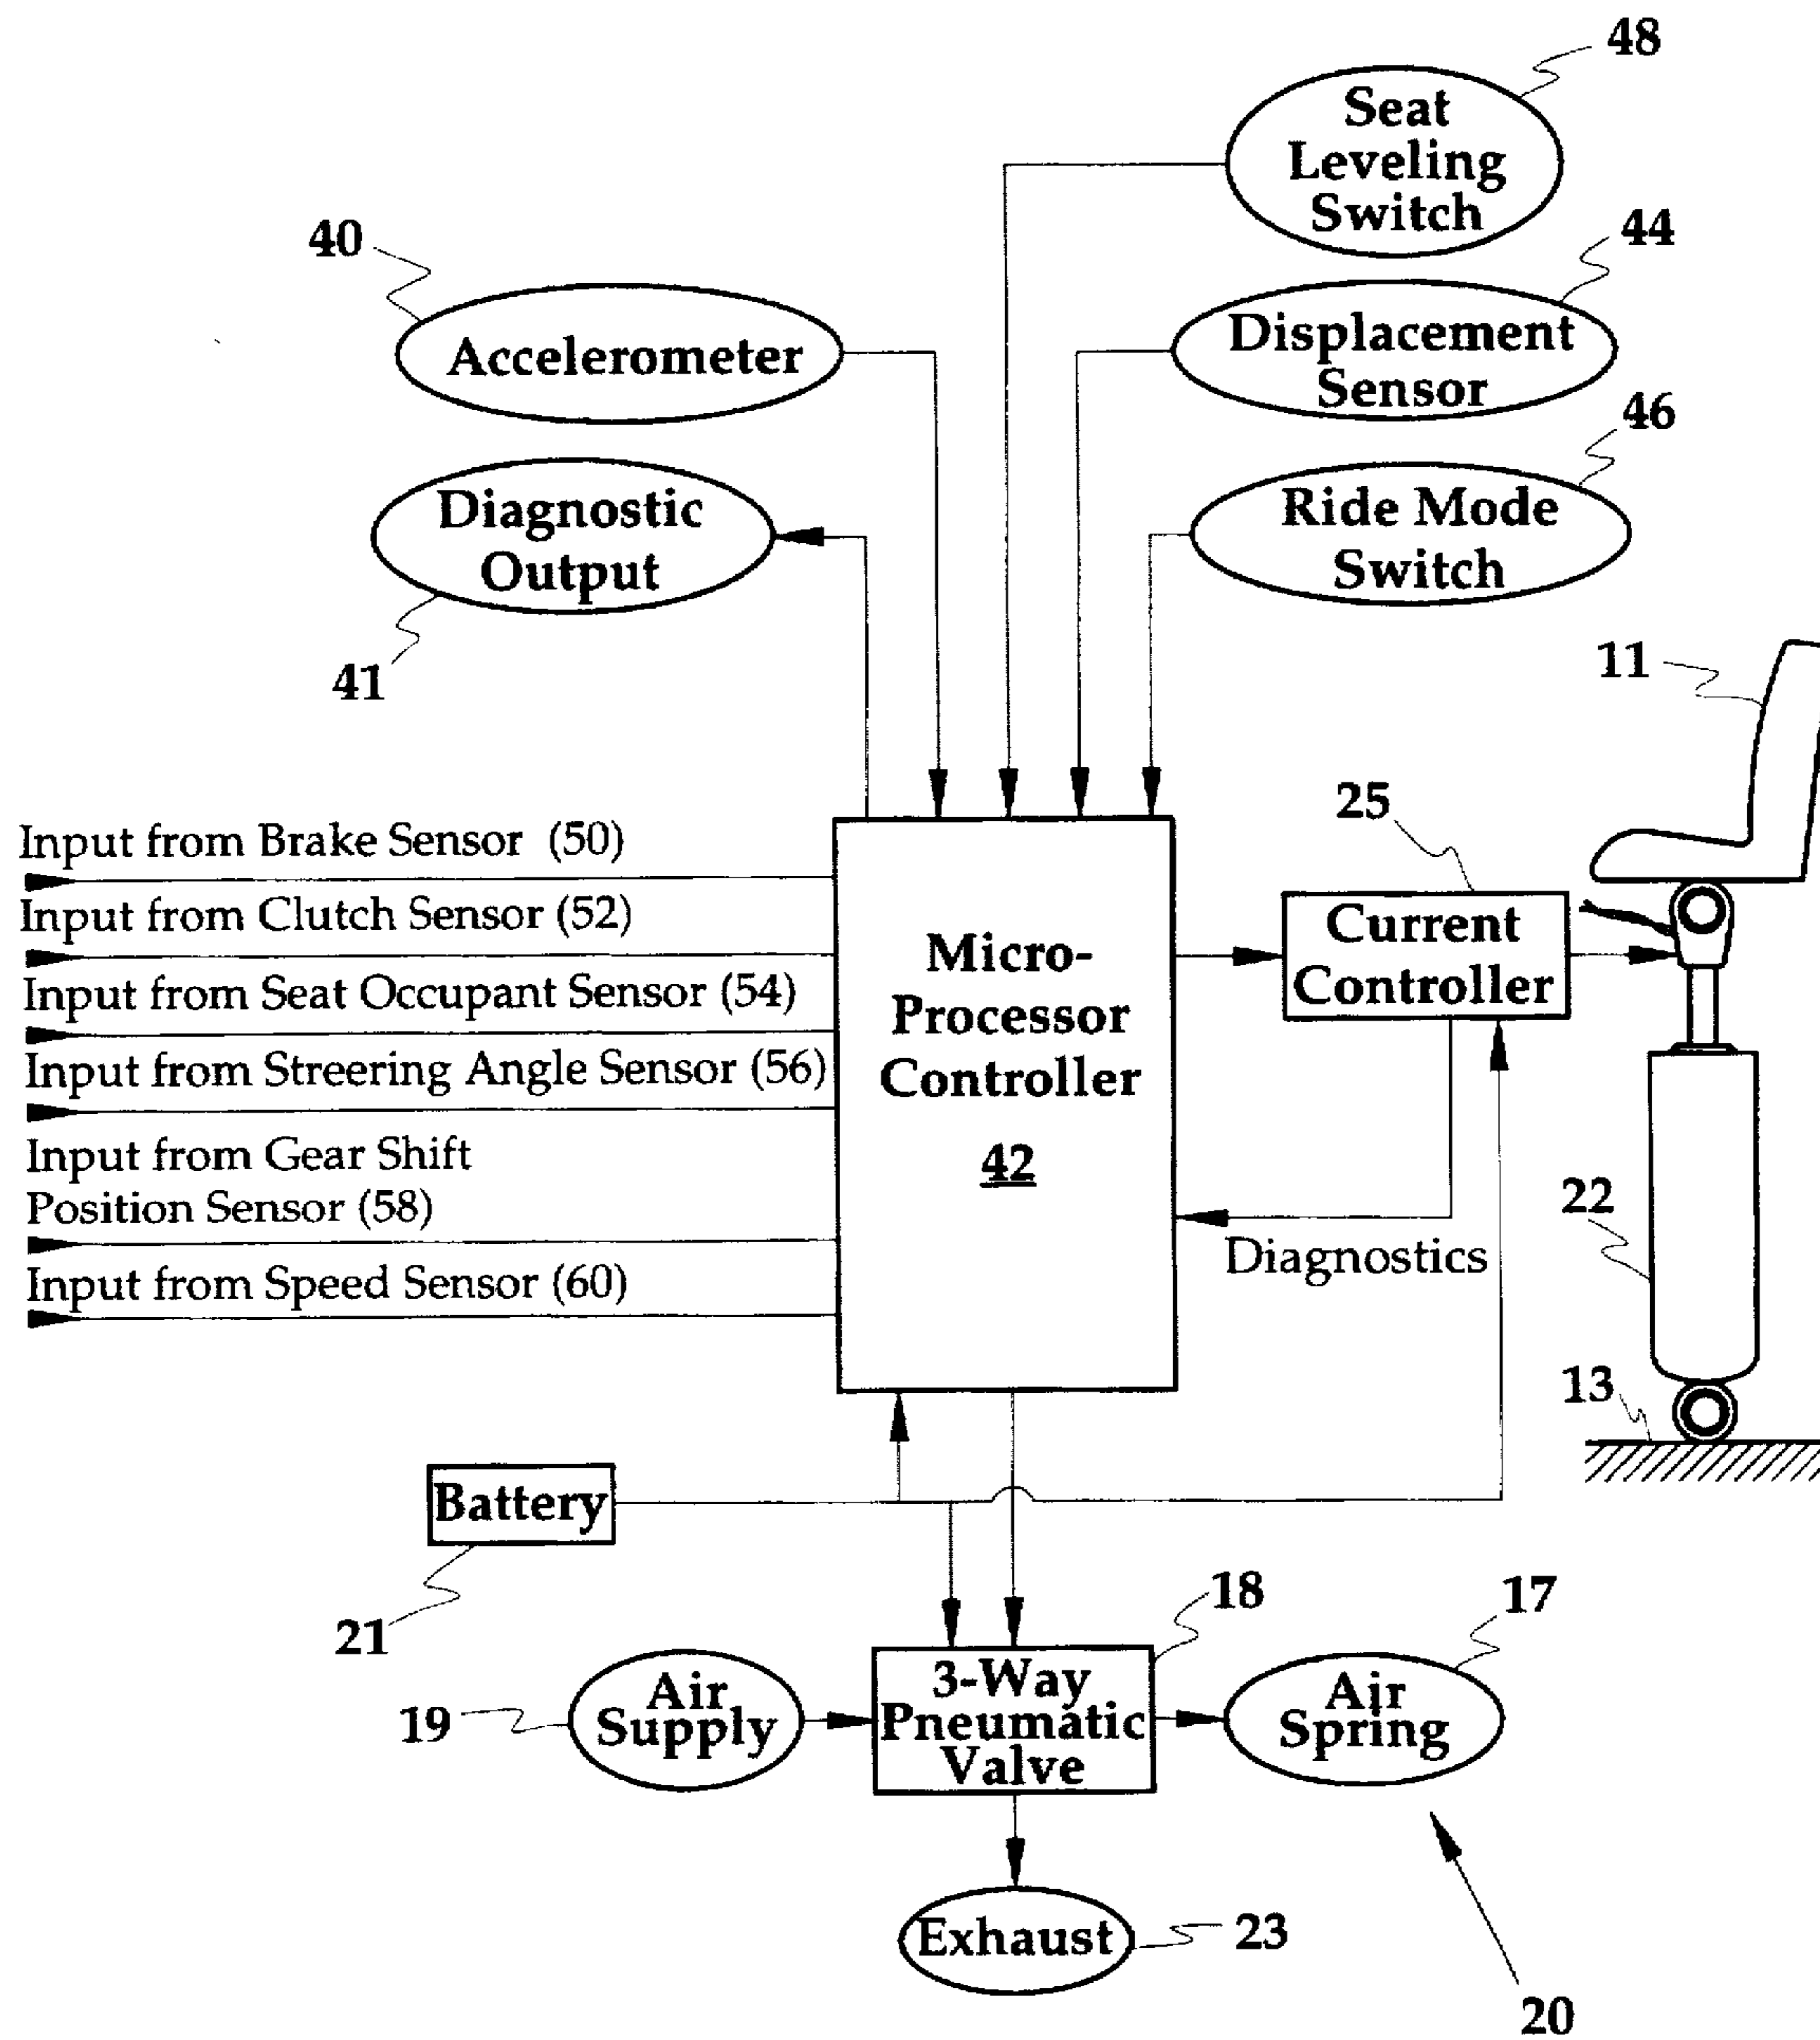 48
Seat
Leveling
Switch
44
40
Displacement
Sensor
Accelerometer
46
Diagnostic
Output
Ride Mode
Switch
41
11
25
Input from Brake Sensor (50)
Input from Clutch Sensor (52)
Input from Seat Occupant Sensor (54)
Input from Streering Angle Sensor (56)
Input from Gear Shift
Position Sensor (58)
Input from Speed Sensor (60)
Micro-
Processor
Controller
42
Current
Controller
Diagnostics
22
13
Battery
21
18
17
19
Air
Supply
3-Way
Pneumatic
Valve
Air
Spring
Exhaust
23
20